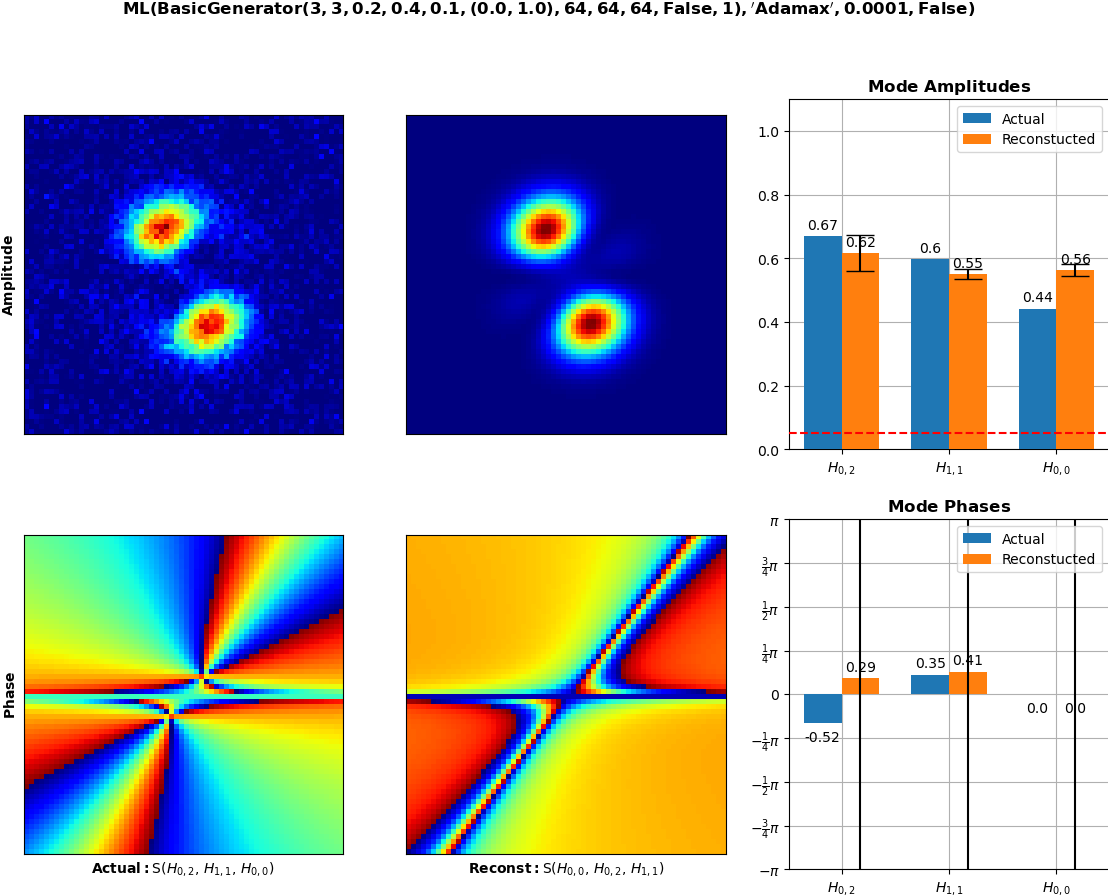 ML(BasicGenerator(3, 3, 0.2, 0.4, 0.1, (0.0, 1.0), 64, 64, 64, False, 1), ′Adamax′, 0.0001, False)
Amplitude
Mode Amplitudes
Actual
Reconstucted
1.0
0.8
0.6
0.4
0.2
0.0
0.67
0.62
0.6
0.55
0.44
0.56
H0, 2
H1, 1
H0, 0
Phase
Actual: S(H0, 2, H1, 1, H0, 0)
Reconst: S(H0, 0, H0, 2, H1, 1)
Mode Phases
Actual
Reconstucted
π
3/4π
1/2π
1/4π
0
−1/4π
−1/2π
−3/4π
−π
-0.52
0.29
0.35
0.41
0.0
0.0
H0, 2
H1, 1
H0, 0